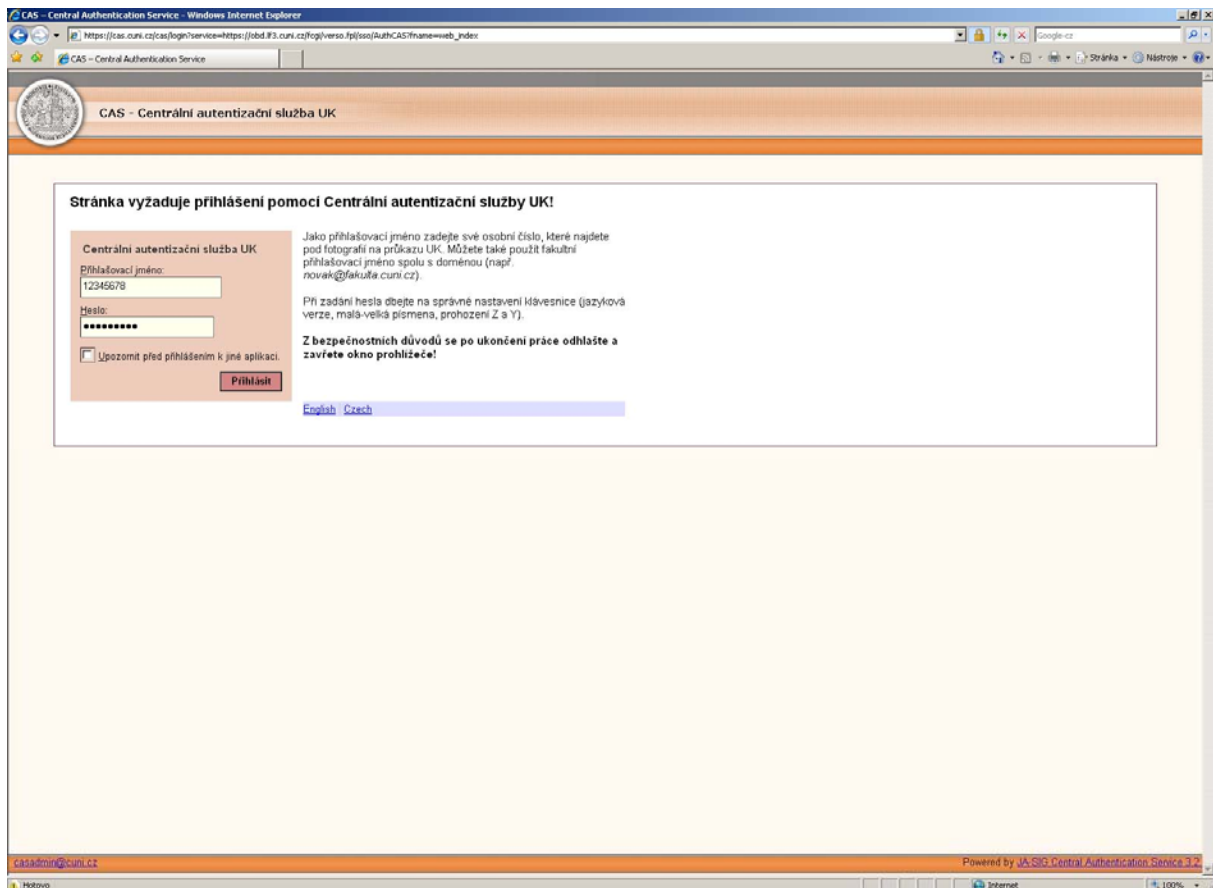 CAS – Central Authentication Service - Windows Internet Explorer
https://cas.cuni.cz/cas/login?service=https://obd.lf3.cuni.cz/fcgi/verso.fpl/sso/AuthCAS?fname=web_index
Google-cz
CAS – Central Authentication Service
Stránka
Nástroje
CAS - Centrální autentizační služba UK
Stránka vyžaduje přihlášení pomocí Centrální autentizační služby UK!
Centrální autentizační služba UK
Přihlašovací jméno:
12345678
Heslo:
•••••••••
Upozornit před přihlášením k jiné aplikaci.
Přihlásit
Jako přihlašovací jméno zadejte své osobní číslo, které najdete
pod fotografií na průkazu UK. Můžete také použít fakultní
přihlašovací jméno spolu s doménou (např.
novak@fakulta.cuni.cz).
Při zadání hesla dbejte na správné nastavení klávesnice (jazyková
verze, malá-velká písmena, prohození Z a Y).
Z bezpečnostních důvodů se po ukončení práce odhlašte a
zavřete okno prohlížeče!
English Czech
casadmin@cuni.cz
Powered by JA-SIG Central Authentication Service 3.2
Hotovo
Internet
100%